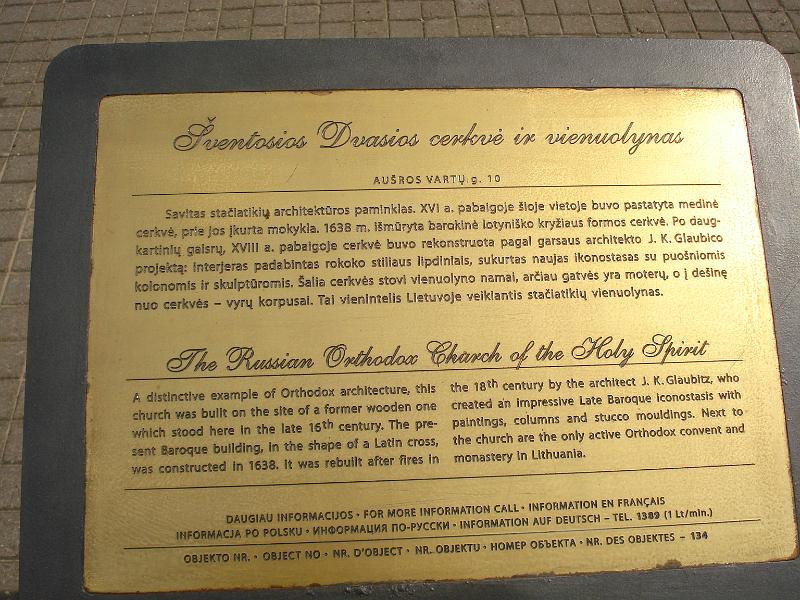 Šventosios Dvasios cerkvė ir vienuolynas
AUŠROS VARTŲ g. 10
Savitas stačiatikių architektūros paminklas. XVI a. pabaigoje šioje vietoje buvo pastatyta medinė
cerkvė, prie jos įkurta mokykla. 1638 m. išmūryta barokinė lotyniško kryžiaus formos cerkvė. Po daug-
kartinių gaisrų, XVIII a. pabaigoje cerkvė buvo rekonstruota pagal garsaus architekto J. K. Glaubico
projektą: interjeras padabintas rokoko stiliaus lipdiniais, sukurtas naujas ikonostasas su puošniomis
kolonomis ir skulptūromis. Šalia cerkvės stovi vienuolyno namai, arčiau gatvės yra moterų, o į dešinę
nuo cerkvės – vyrų korpusai. Tai vienintelis Lietuvoje veikiantis stačiatikių vienuolynas.
The Russian Orthodox Church of the Holy Spirit
A distinctive example of Orthodox architecture, this
church was built on the site of a former wooden one
which stood here in the late 16th century. The pre-
sent Baroque building, in the shape of a Latin cross,
was constructed in 1638. It was rebuilt after fires in
the 18th century by the architect J. K. Glaubitz, who
created an impressive Late Baroque iconostasis with
paintings, columns and stucco mouldings. Next to
the church are the only active Orthodox convent and
monastery in Lithuania.
DAUGIAU INFORMACIJOS • FOR MORE INFORMATION CALL • INFORMATION EN FRANÇAIS
INFORMACJA PO POLSKU • ИНФОРМАЦИЯ ПО-РУССКИ • INFORMATION AUF DEUTSCH – TEL. 1389 (1 Lt/min.)
OBJEKTO NR. • OBJECT NO • NR. D'OBJECT • NR. OBJEKTU • НОМЕР ОБЪЕКТА • NR. DES OBJEKTES – 134